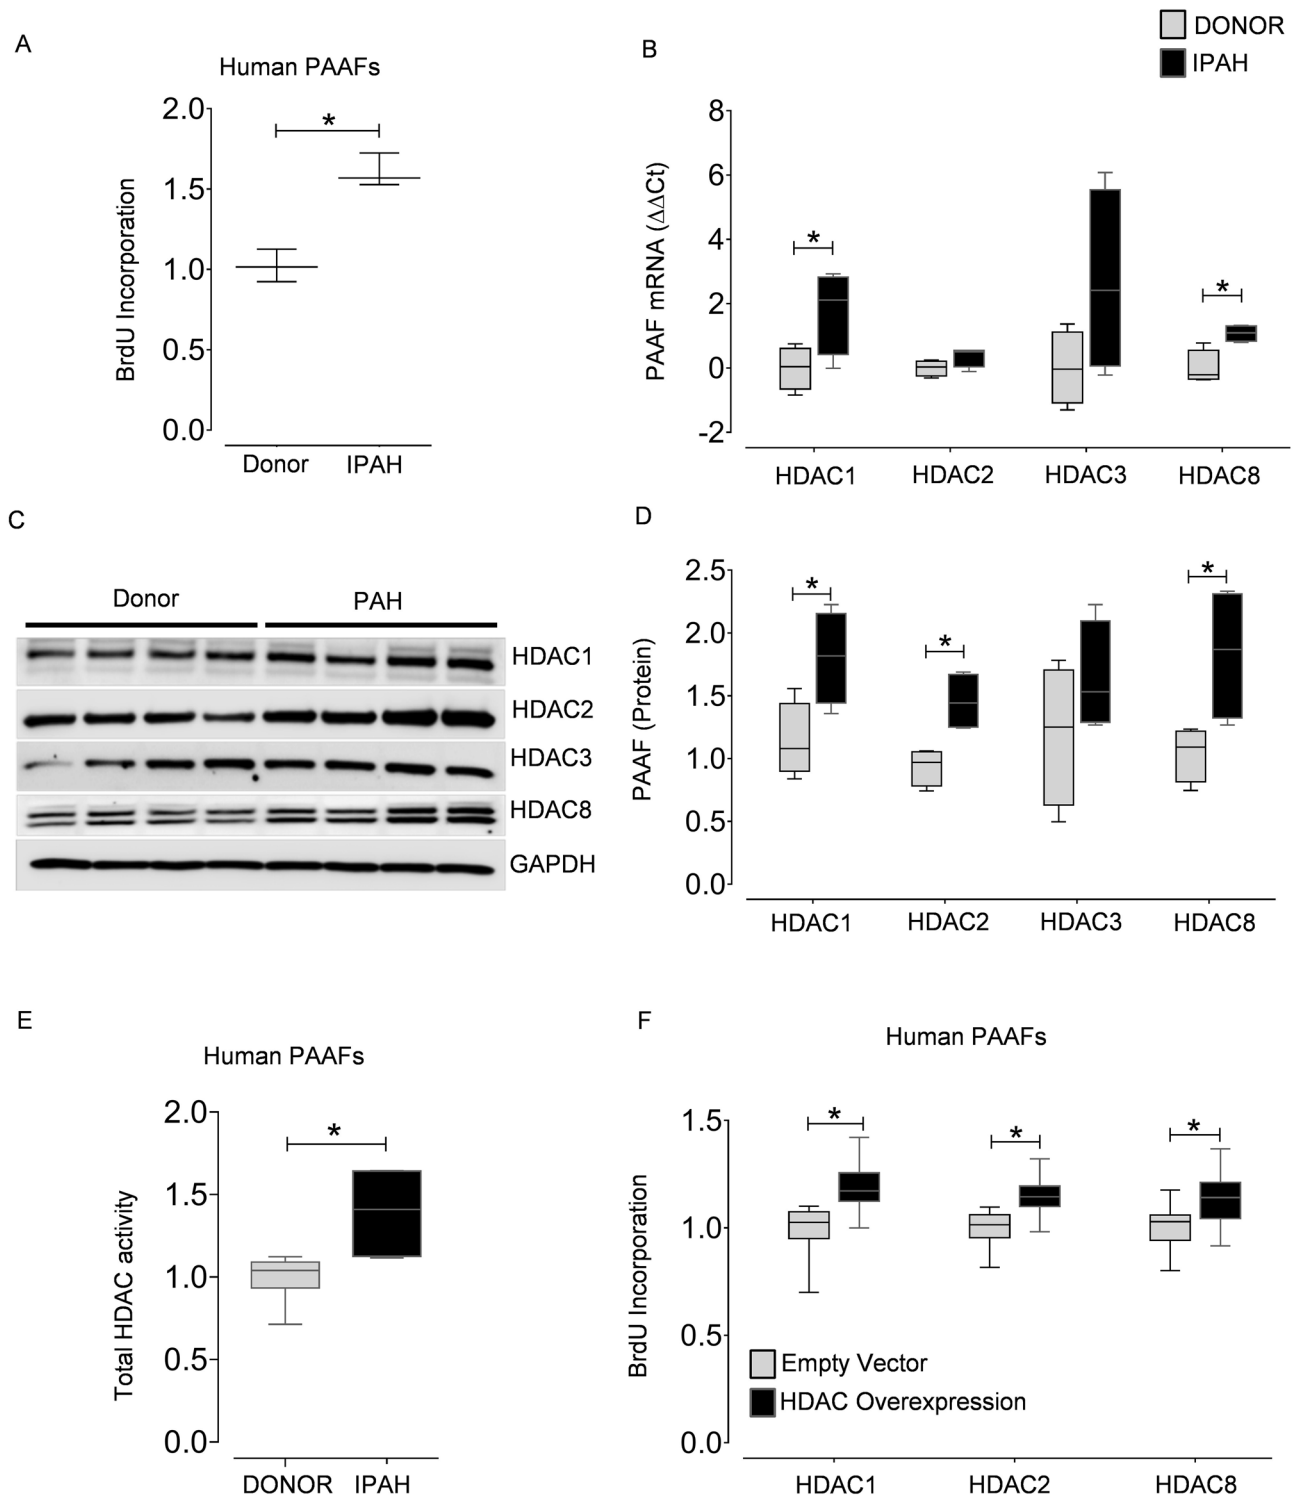 A
Human PAAFs
BrdU Incorporation
2.0
1.5
1.0
0.5
0.0
*
Donor IPAH
B
DONOR
IPAH
PAAF mRNA (ΔΔCt)
8
6
4
2
0
-2
*
*
HDAC1 HDAC2 HDAC3 HDAC8
C
Donor PAH
HDAC1
HDAC2
HDAC3
HDAC8
GAPDH
D
PAAF (Protein)
2.5
2.0
1.5
1.0
0.5
0.0
*
*
*
HDAC1 HDAC2 HDAC3 HDAC8
E
Human PAAFs
Total HDAC activity
2.0
1.5
1.0
0.5
0.0
*
DONOR IPAH
F
Human PAAFs
BrdU Incorporation
1.5
1.0
0.5
0.0
*
*
*
Empty Vector
HDAC Overexpression
HDAC1 HDAC2 HDAC8